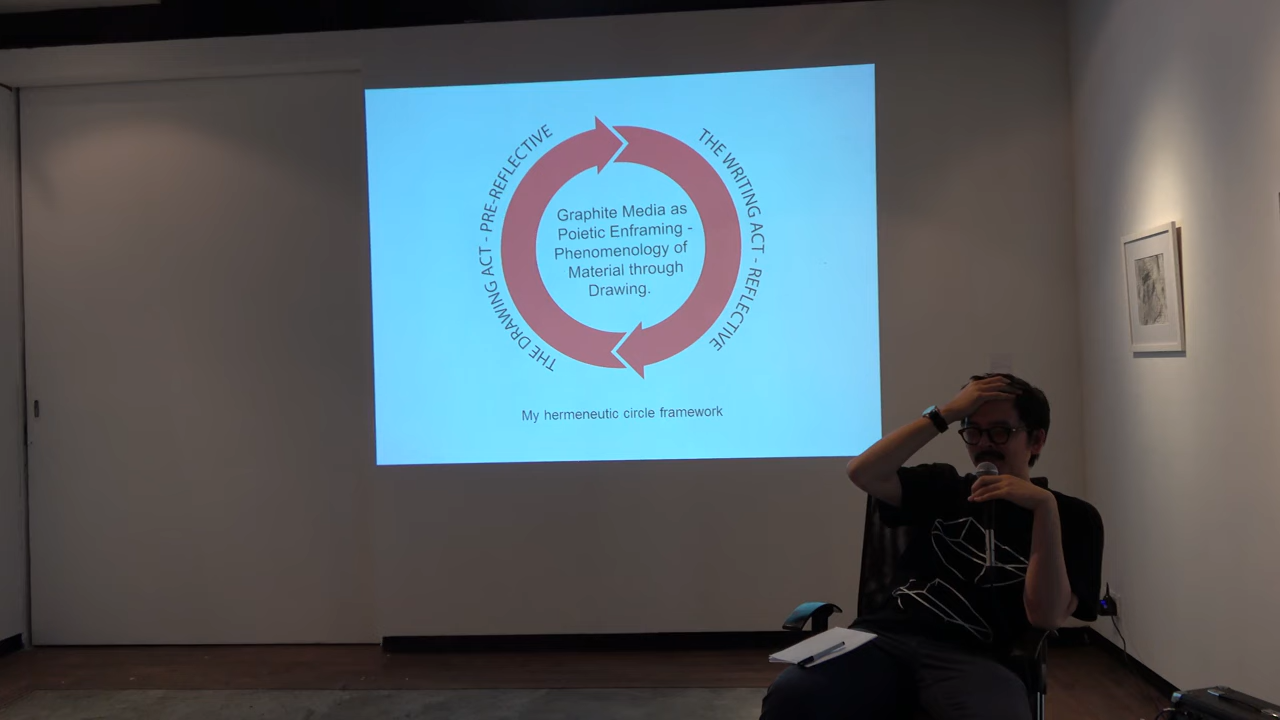 THE DRAWING ACT - PRE-REFLECTIVE
THE WRITING ACT - REFLECTIVE
Graphite Media as
Poietic Enframing -
Phenomenology of
Material through
Drawing.
My hermeneutic circle framework